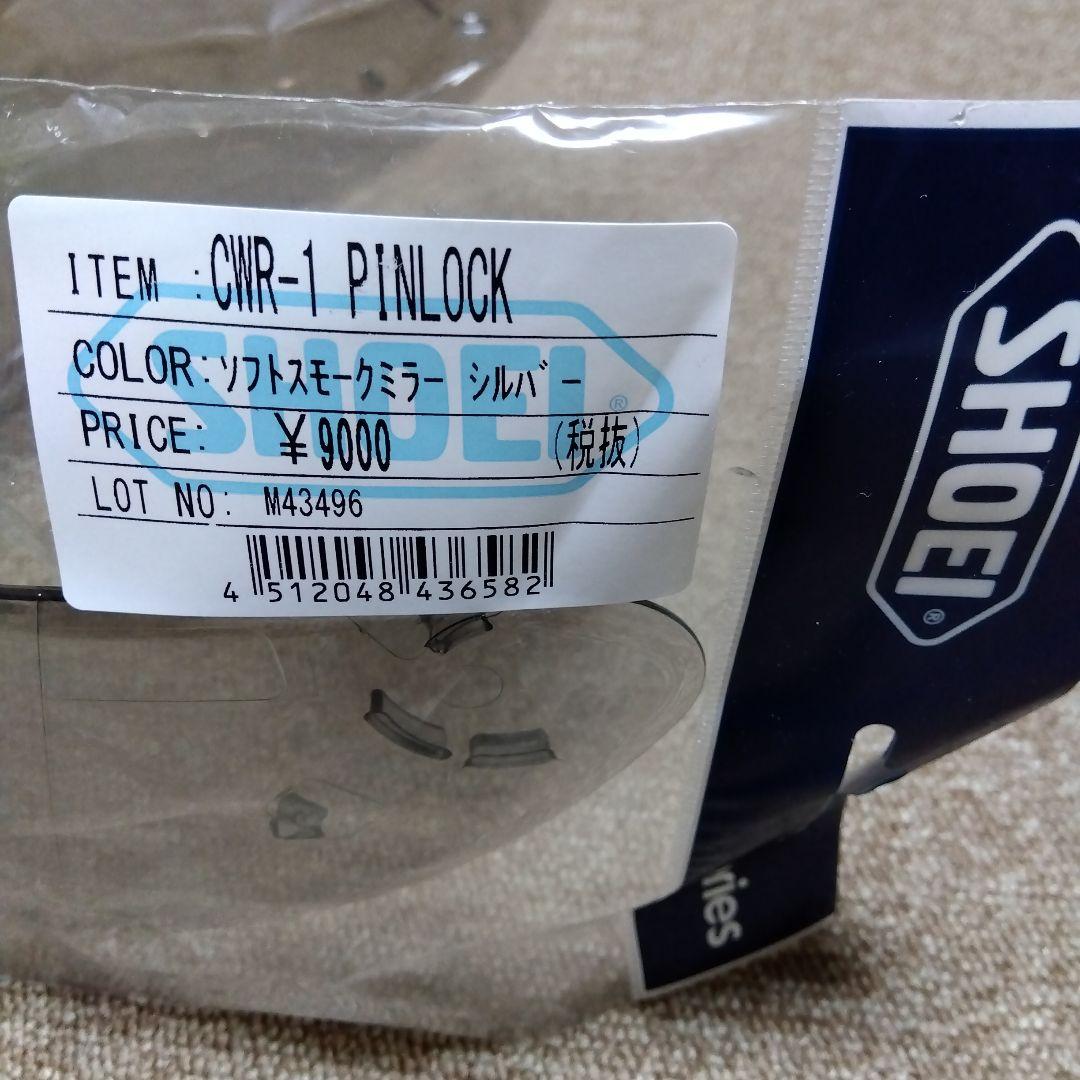 ITEM :CWR-1 PINLOCK
COLOR:ソフトスモークミラー シルバー
PRICE: ¥9000 (税抜)
LOT NO: M43496
4 512048 436582
SHOEI®
SHOEI®